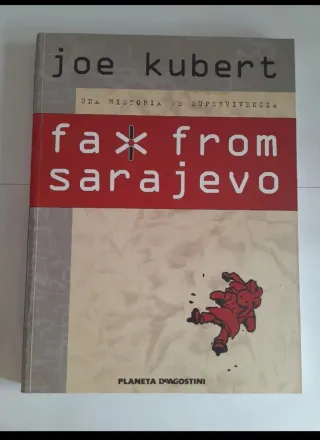 joe kubert
UNA HISTORIA DE SUPERVIVENCIA
fax from
sarajevo
PLANETA DeAGOSTINI